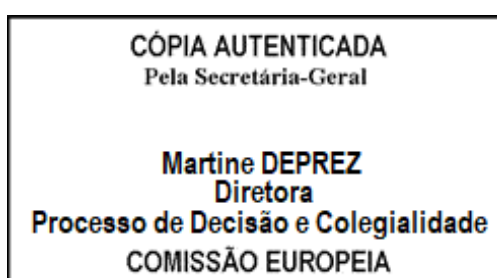 CÓPIA AUTENTICADA
Pela Secretária-Geral
Martine DEPREZ
Diretora
Processo de Decisão e Colegialidade
COMISSÃO EUROPEIA